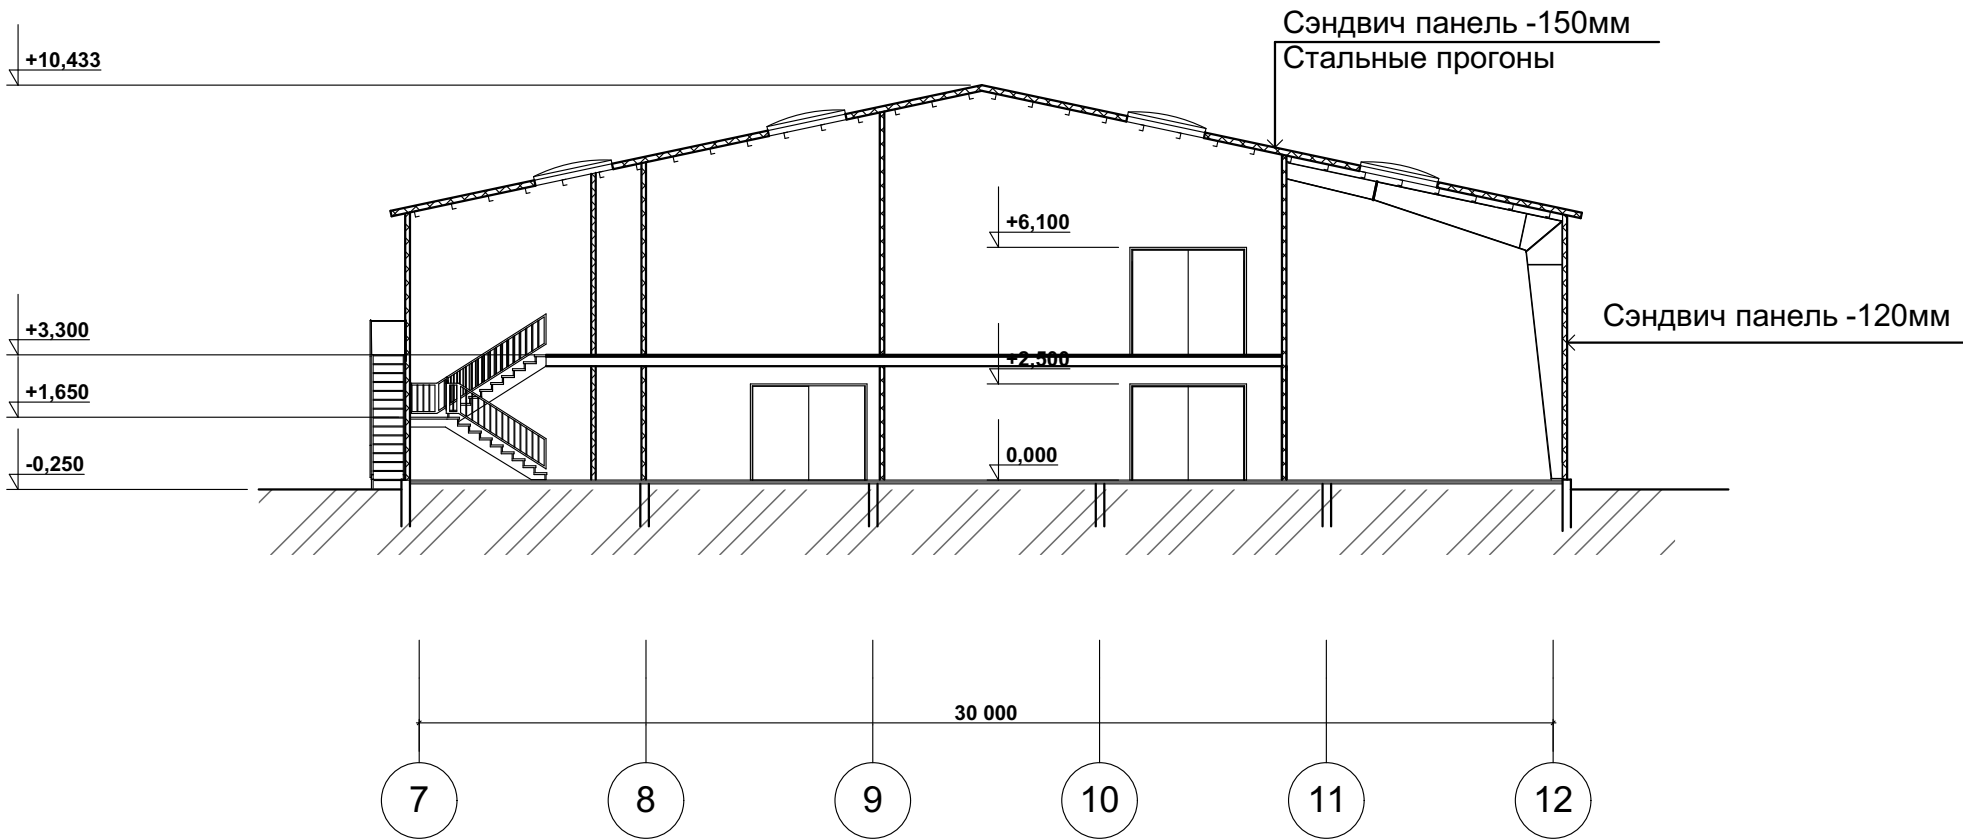 Сэндвич панель -150мм
Стальные прогоны
+10,433
+6,100
Сэндвич панель -120мм
+3,300
+2,500
+1,650
0,000
-0,250
30 000
7 8 9 10 11 12